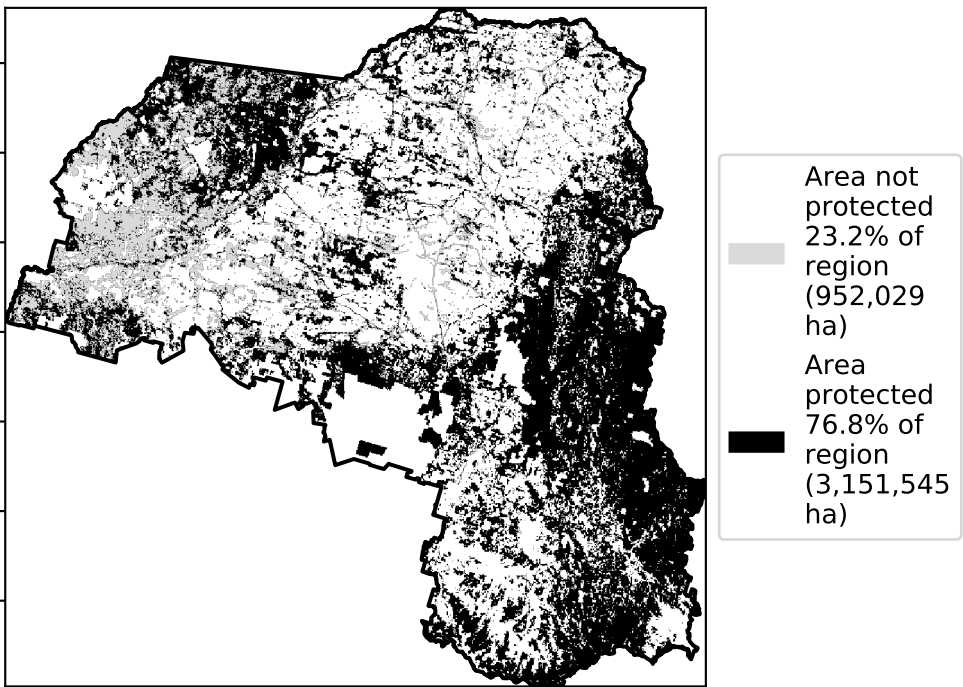 Area not
protected
23.2% of
region
(952,029
ha)
Area
protected
76.8% of
region
(3,151,545
ha)